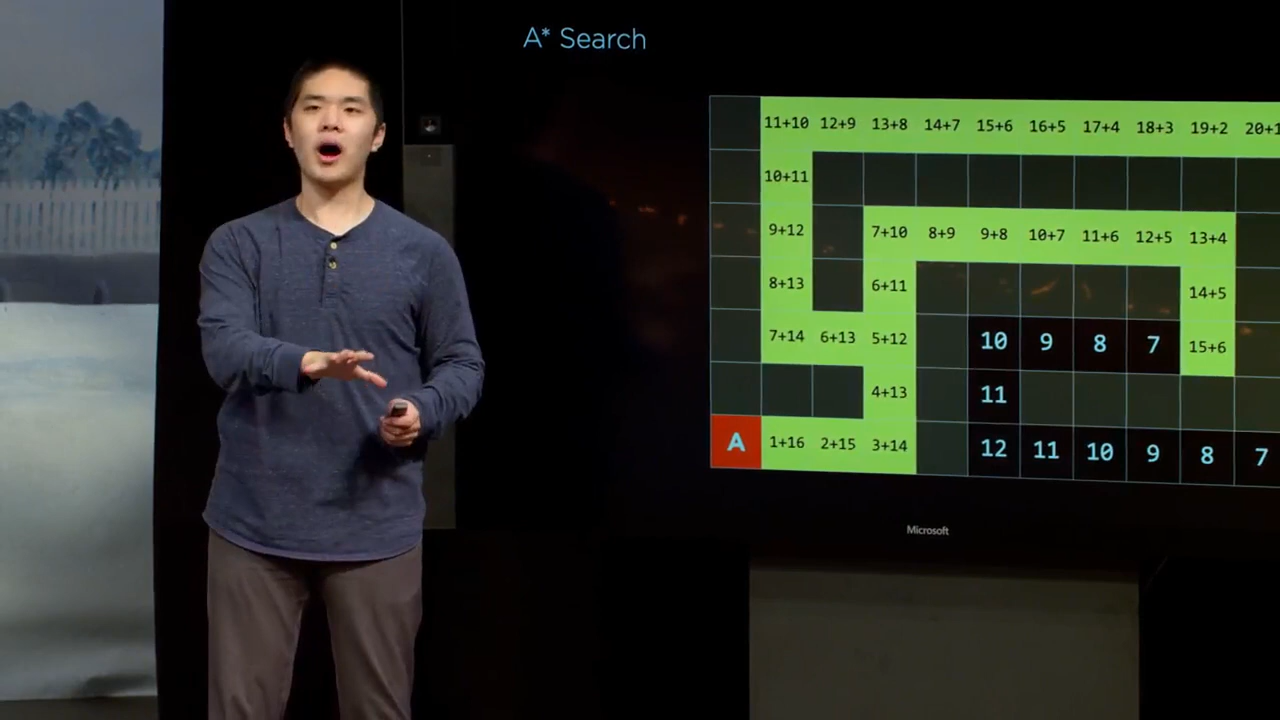 A* Search
11+10 12+9 13+8 14+7 15+6 16+5 17+4 18+3 19+2
10+11
9+12 7+10 8+9 9+8 10+7 11+6 12+5 13+4
8+13 6+11 14+5
7+14 6+13 5+12 10 9 8 7 15+6
4+13 11
A 1+16 2+15 3+14 12 11 10 9 8 7
Microsoft